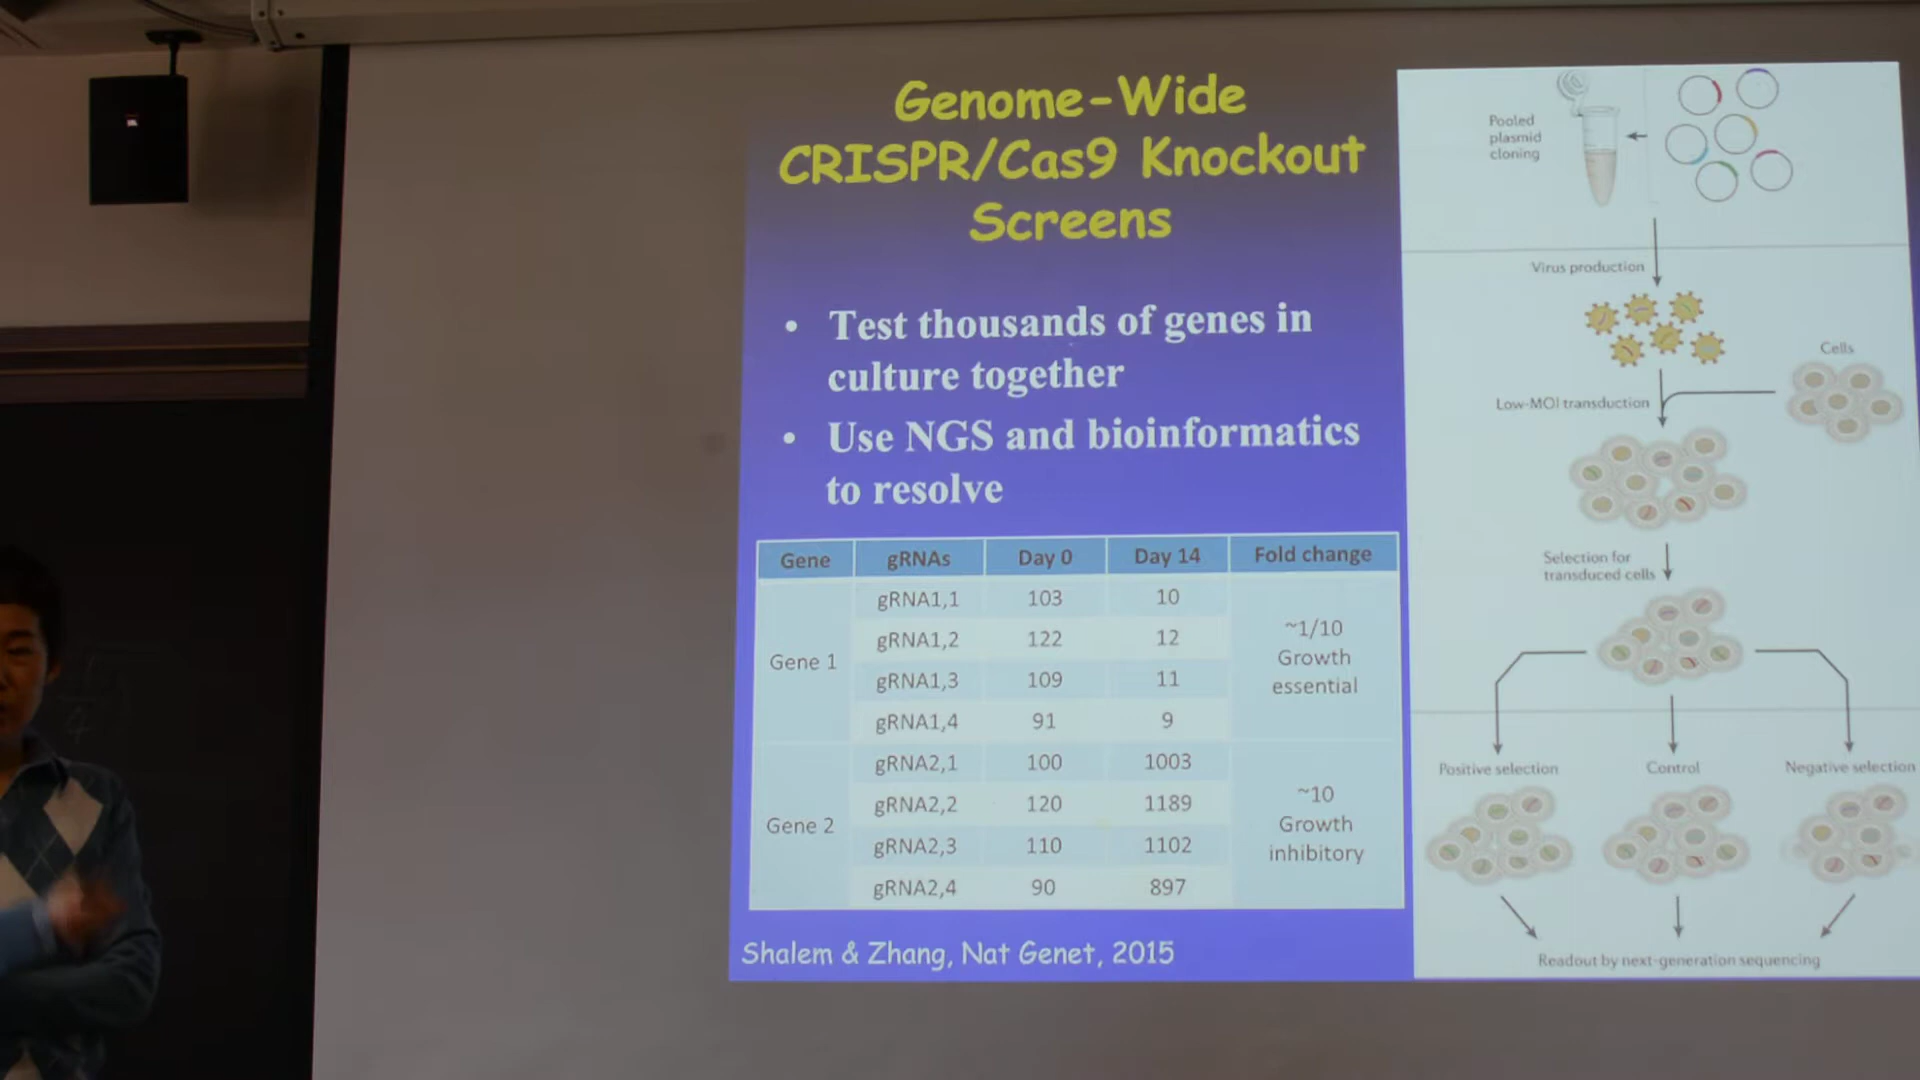 Genome-Wide
CRISPR/Cas9 Knockout
Screens
• Test thousands of genes in
culture together
• Use NGS and bioinformatics
to resolve
Gene gRNAs Day 0 Day 14 Fold change
Gene 1
gRNA1,1 103 10
gRNA1,2 122 12
gRNA1,3 109 11
gRNA1,4 91 9
~1/10
Growth
essential
Gene 2
gRNA2,1 100 1003
gRNA2,2 120 1189
gRNA2,3 110 1102
gRNA2,4 90 897
~10
Growth
inhibitory
Shalem & Zhang, Nat Genet, 2015
Pooled
plasmid
cloning
Virus production
Cells
Low-MOI transduction
Selection for
transduced cells
Positive selection
Control
Negative selection
Readout by next-generation sequencing